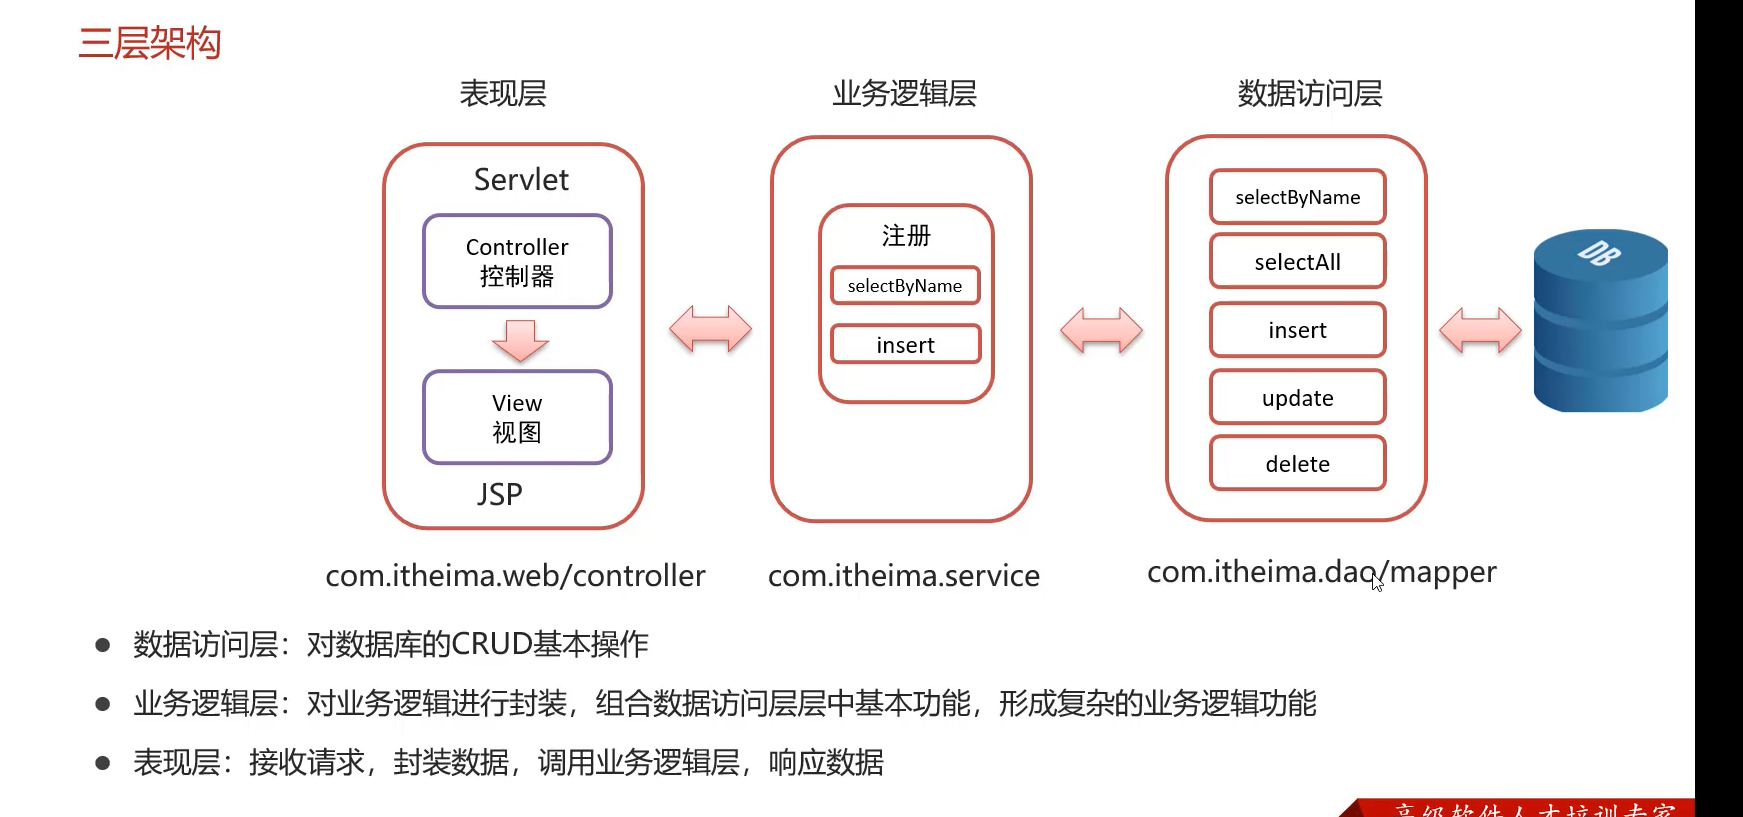 三层架构
表现层
业务逻辑层
数据访问层
Servlet
Controller
控制器
View
视图
JSP
注册
selectByName
insert
selectByName
selectAll
insert
update
delete
DB
com.itheima.web/controller
com.itheima.service
com.itheima.dao/mapper
数据访问层：对数据库的CRUD基本操作
业务逻辑层：对业务逻辑进行封装，组合数据访问层层中基本功能，形成复杂的业务逻辑功能
表现层：接收请求，封装数据，调用业务逻辑层，响应数据
高级软件人才培训专家